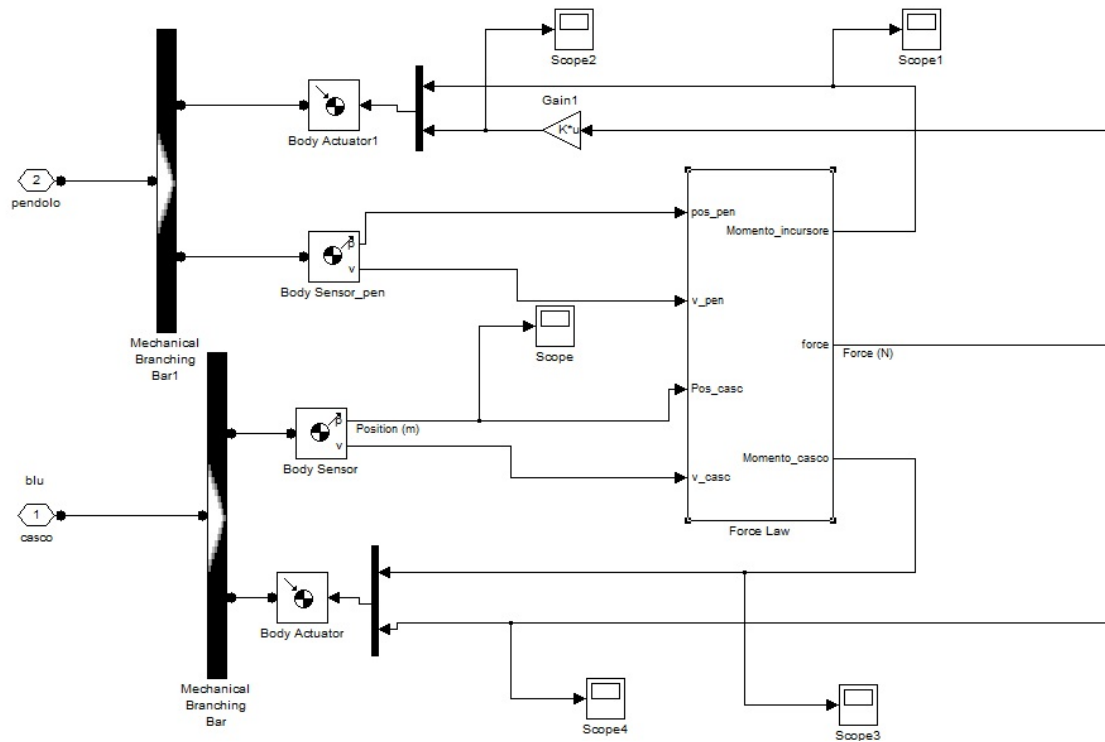 Scope2
Scope1
Gain1
K*u
Body Actuator1
2
pendolo
pos_pen
Momento_incursore
p
v
Body Sensor_pen
v_pen
Scope
Mechanical
Branching
Bar1
force
Force (N)
Pos_casc
p
Position (m)
v
Body Sensor
Momento_casco
v_casc
blu
1
casco
Force Law
Body Actuator
Mechanical
Branching
Bar
Scope4
Scope3